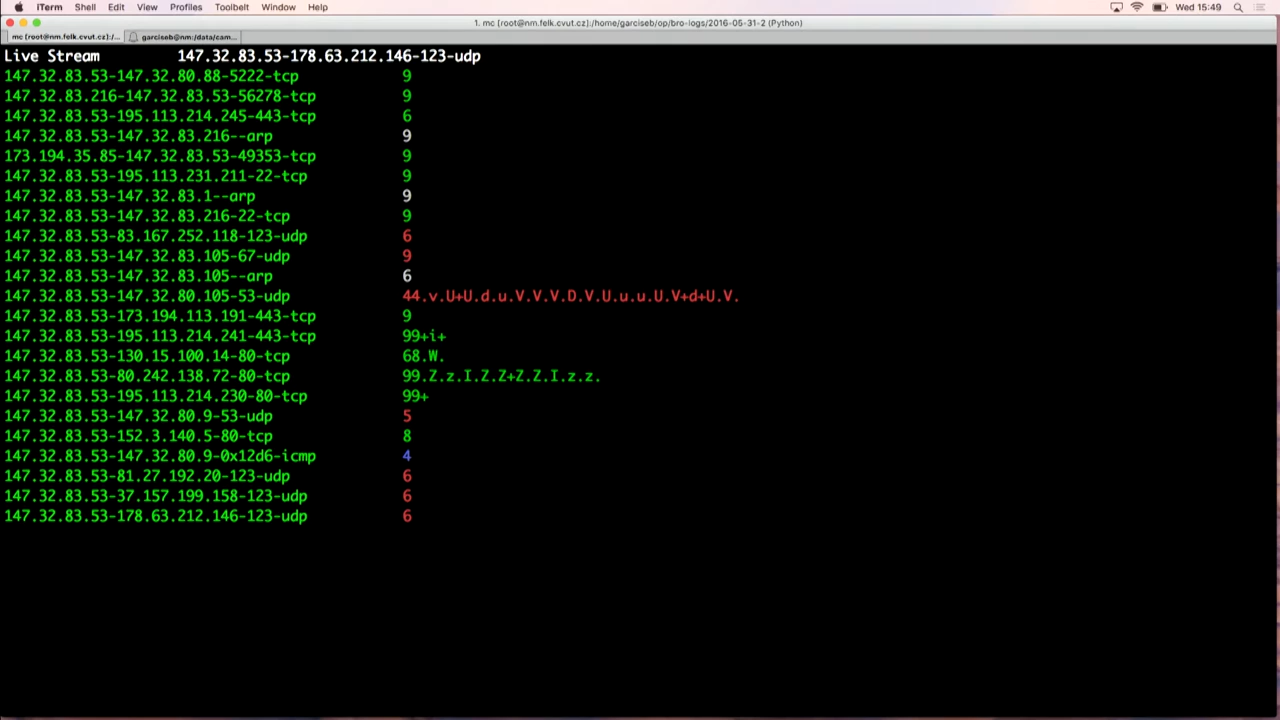 iTerm Shell Edit View Profiles Toolbelt Window Help Wed 15:49
1. mc [root@nm.felk.cvut.cz]:/home/garciseb/op/bro-logs/2016-05-31-2 (Python)
mc [root@nm.felk.cvut.cz]:/... garciseb@nm:/data/cam...
Live Stream 147.32.83.53-178.63.212.146-123-udp
147.32.83.53-147.32.80.88-5222-tcp 9
147.32.83.216-147.32.83.53-56278-tcp 9
147.32.83.53-195.113.214.245-443-tcp 6
147.32.83.53-147.32.83.216--arp 9
173.194.35.85-147.32.83.53-49353-tcp 9
147.32.83.53-195.113.231.211-22-tcp 9
147.32.83.53-147.32.83.1--arp 9
147.32.83.53-147.32.83.216-22-tcp 9
147.32.83.53-83.167.252.118-123-udp 6
147.32.83.53-147.32.83.105-67-udp 9
147.32.83.53-147.32.83.105--arp 6
147.32.83.53-147.32.80.105-53-udp 44.v.U+U.d.u.V.V.V.D.V.U.u.u.U.V+d+U.V.
147.32.83.53-173.194.113.191-443-tcp 9
147.32.83.53-195.113.214.241-443-tcp 99+i+
147.32.83.53-130.15.100.14-80-tcp 68.W.
147.32.83.53-80.242.138.72-80-tcp 99.Z.z.I.Z.Z+Z.Z.I.z.z.
147.32.83.53-195.113.214.230-80-tcp 99+
147.32.83.53-147.32.80.9-53-udp 5
147.32.83.53-152.3.140.5-80-tcp 8
147.32.83.53-147.32.80.9-0x12d6-icmp 4
147.32.83.53-81.27.192.20-123-udp 6
147.32.83.53-37.157.199.158-123-udp 6
147.32.83.53-178.63.212.146-123-udp 6